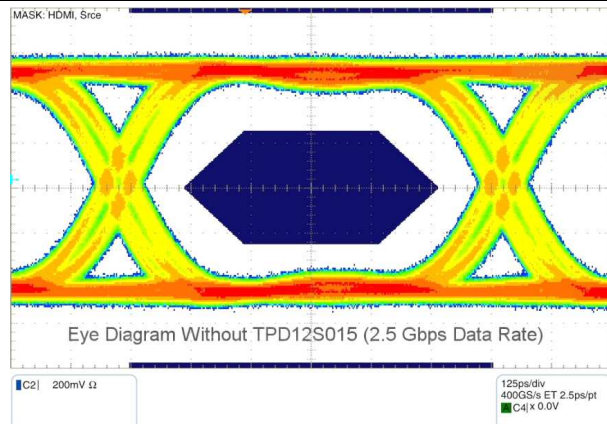 MASK: HDMI, Srce
Eye Diagram Without TPD12S015 (2.5 Gbps Data Rate)
C2| 200mV Ω
125ps/div
400GS/s ET 2.5ps/pt
A C4| x 0.0V